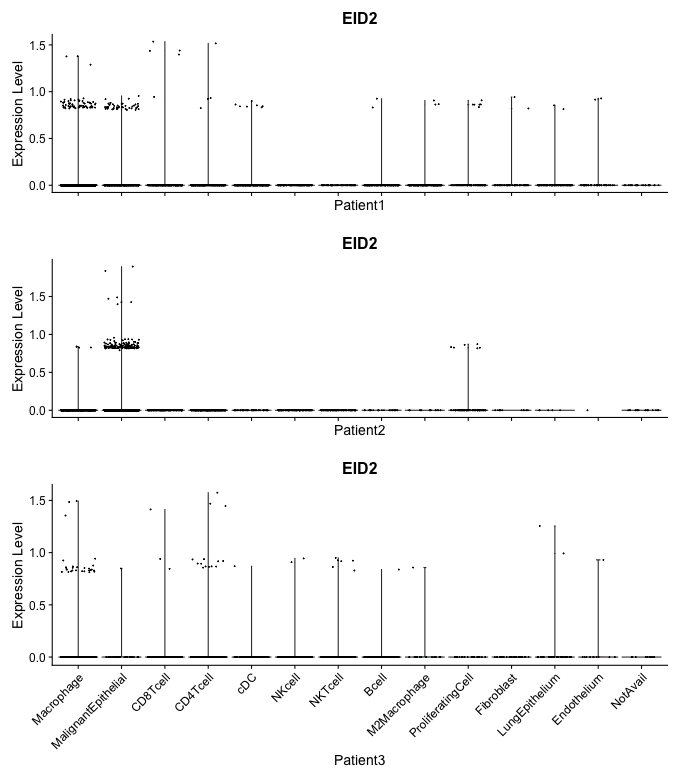 EID2
Expression Level
1.5
1.0
0.5
0.0
Patient1
EID2
Expression Level
1.5
1.0
0.5
0.0
Patient2
EID2
Expression Level
1.5
1.0
0.5
0.0
Macrophage
MalignantEpithelial
CD8Tcell
CD4Tcell
cDC
NKcell
NKTcell
Bcell
M2Macrophage
ProliferatingCell
Fibroblast
LungEpithelium
Endothelium
NotAvail
Patient3